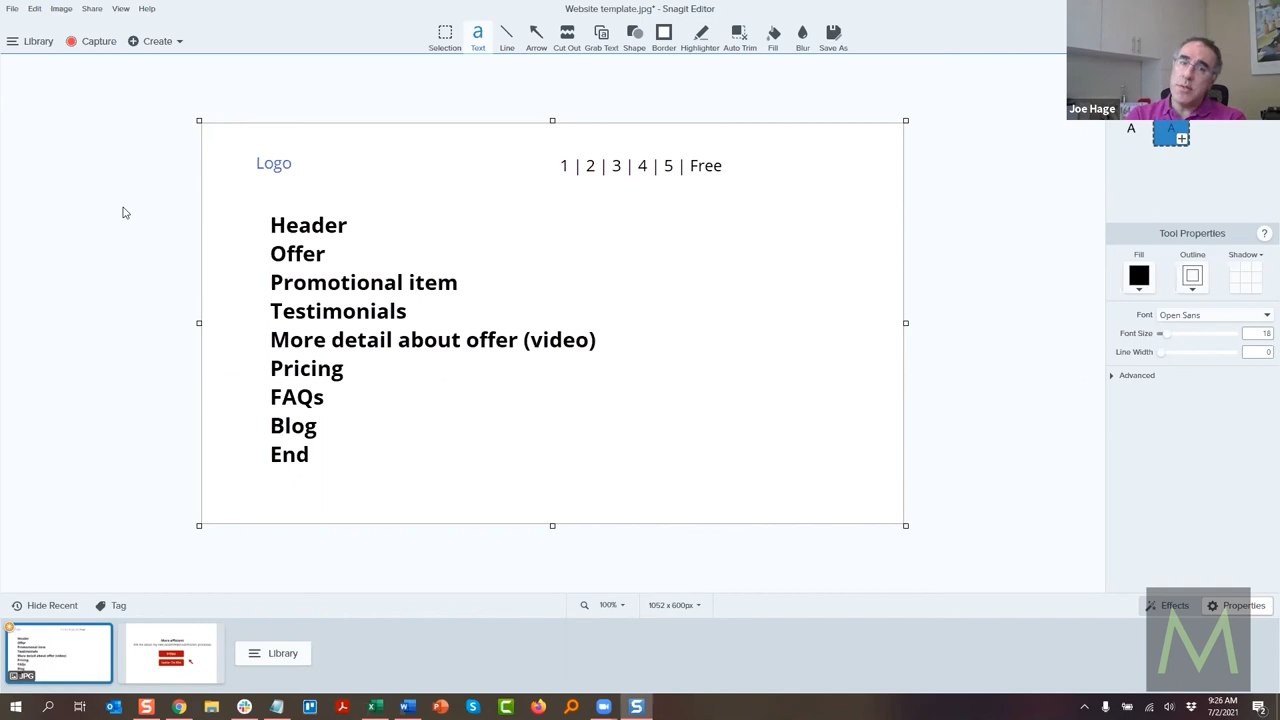 Website template.jpg* - Snagit Editor
File Edit Image Share View Help
Library Capture Create
Selection Text Line Arrow Cut Out Grab Text Shape Border Highlighter Auto Trim Fill Blur Save As
Joe Hage
Logo
1 | 2 | 3 | 4 | 5 | Free
Header
Offer
Promotional item
Testimonials
More detail about offer (video)
Pricing
FAQs
Blog
End
A A
Tool Properties ?
Fill Outline Shadow
Font Open Sans
Font Size 18
Line Width 0
Advanced
Hide Recent Tag
100%
1052 x 600px
Effects Properties
JPG
Library
M
9:26 AM
7/2/2021
2